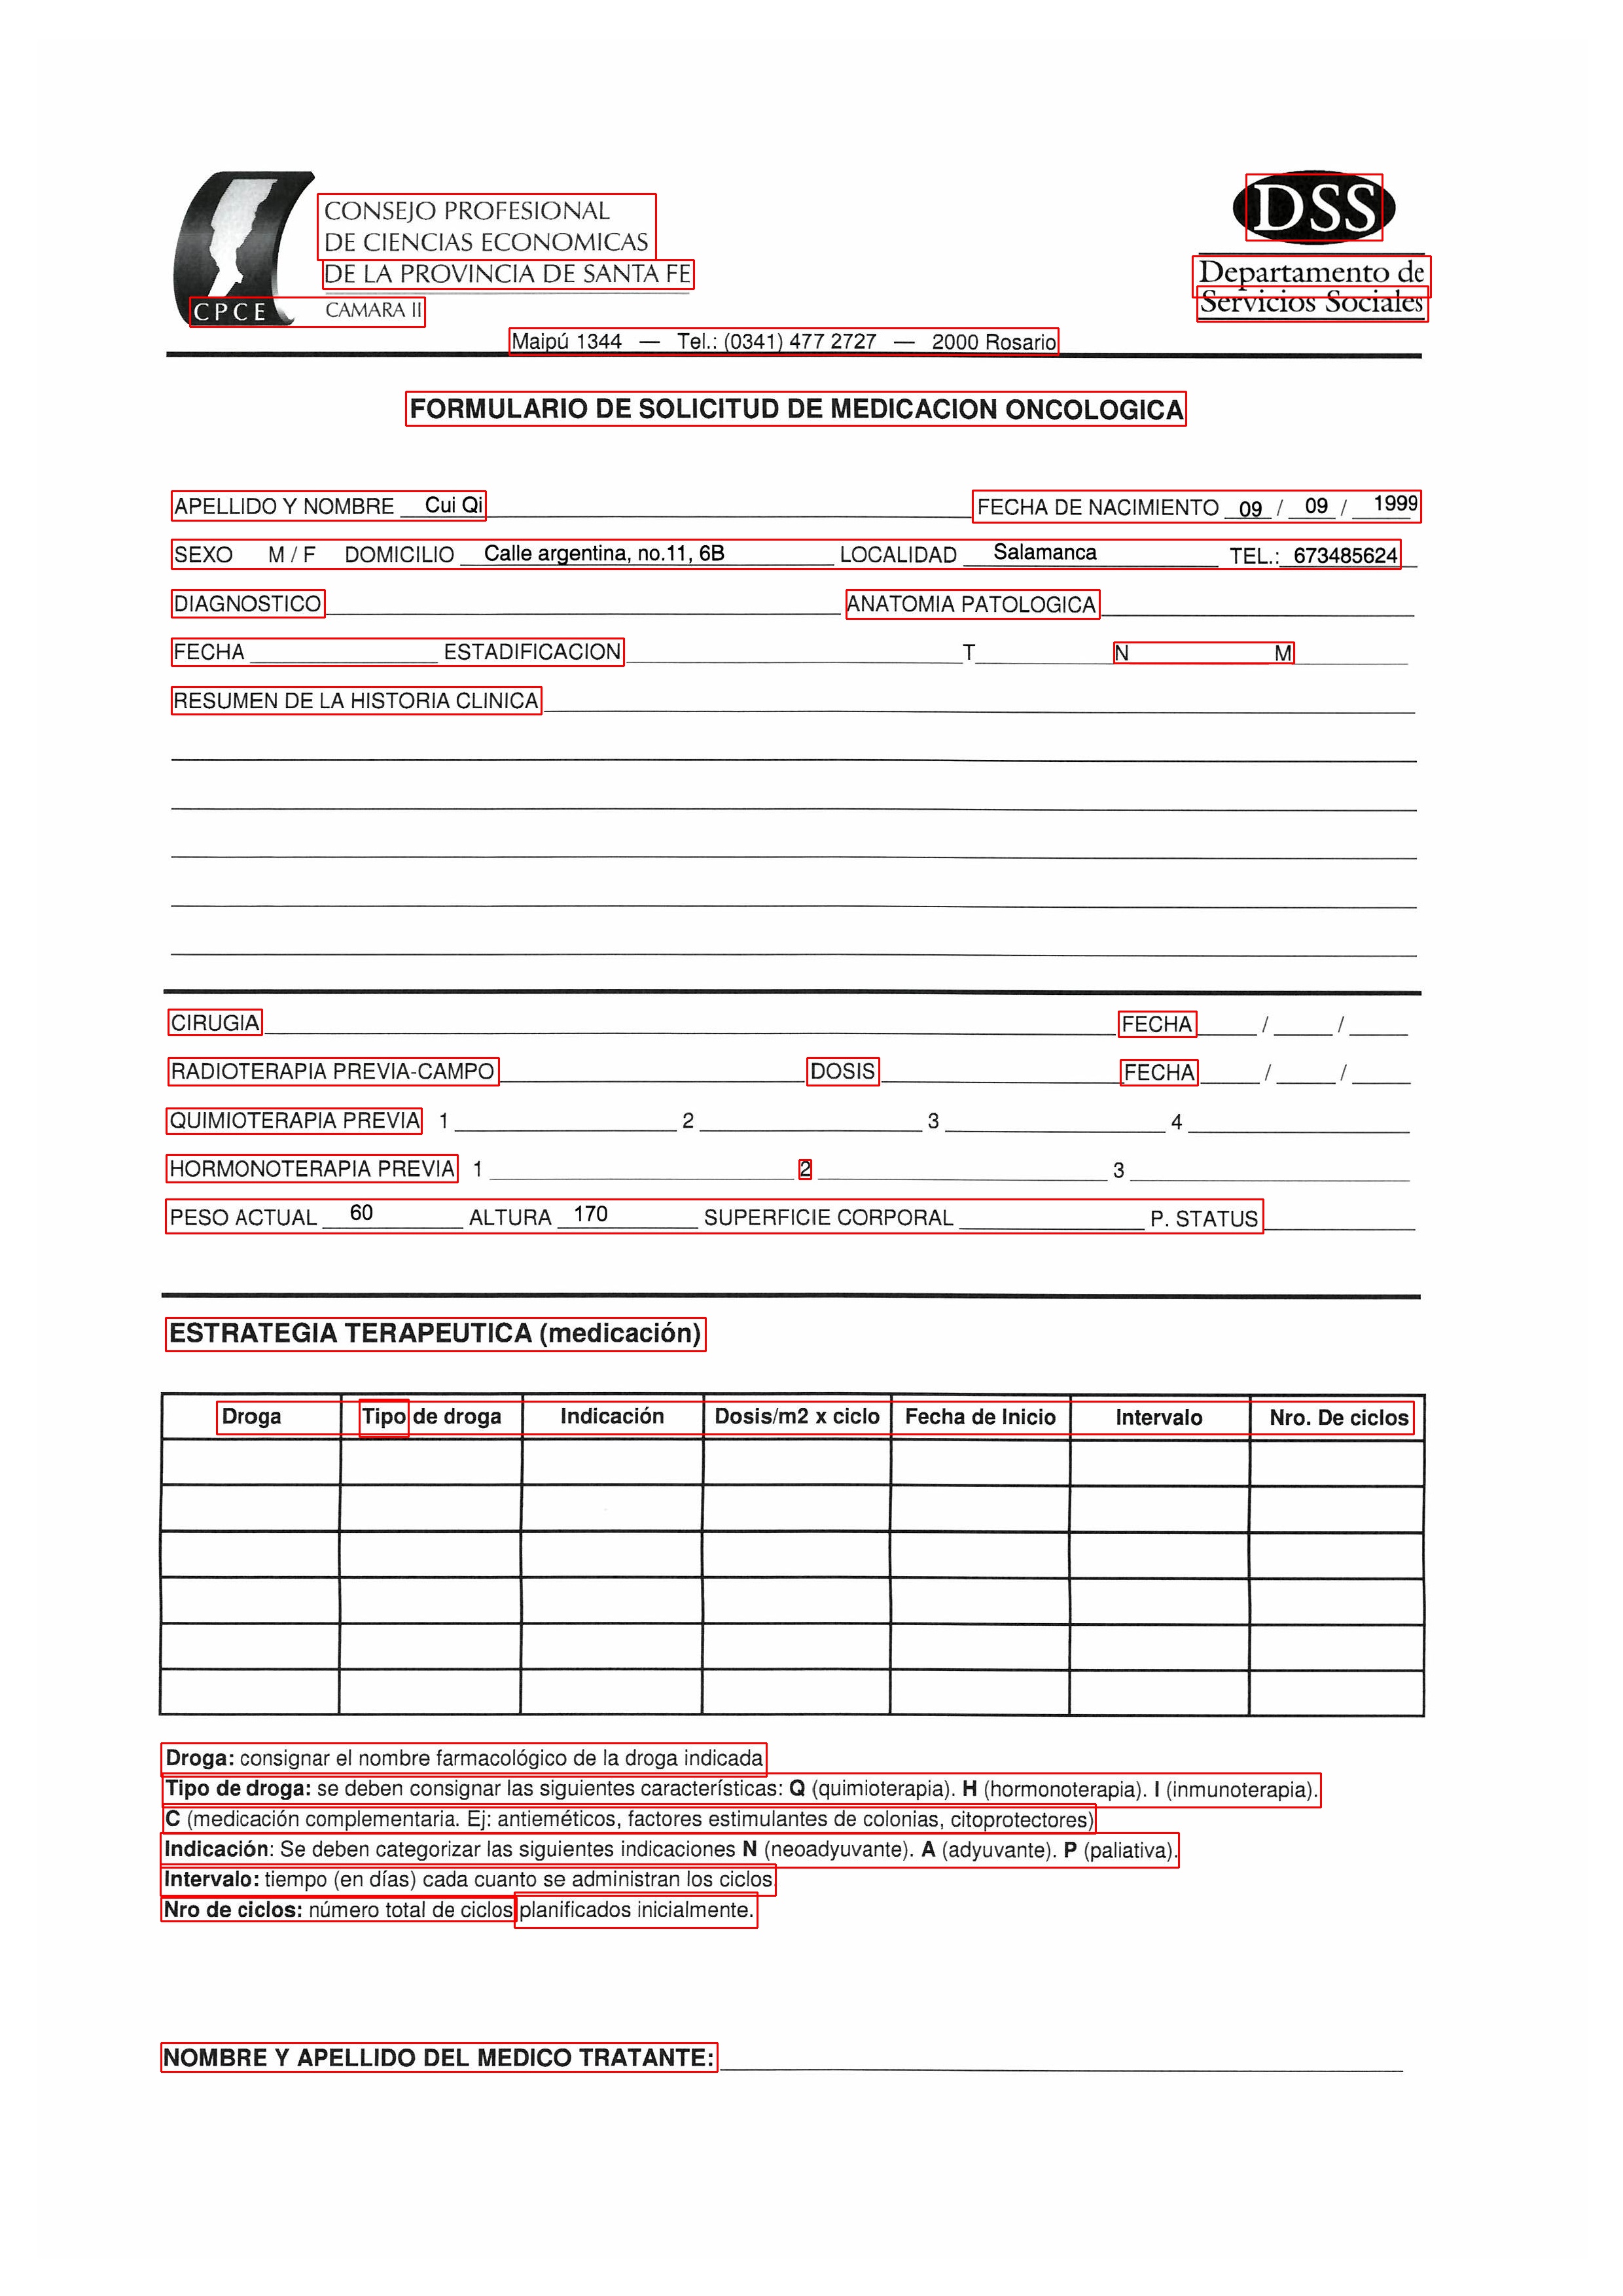 CONSEJO PROFESIONAL
DE CIENCIAS ECONOMICAS
DE LA PROVINCIA DE SANTA FE
CPCE CAMARA II
DSS
Departamento de
Servicios Sociales
Maipú 1344 — Tel.: (0341) 477 2727 — 2000 Rosario
FORMULARIO DE SOLICITUD DE MEDICACION ONCOLOGICA
APELLIDO Y NOMBRE Cui Qi FECHA DE NACIMIENTO 09 / 09 / 1999
SEXO M / F DOMICILIO Calle argentina, no.11, 6B LOCALIDAD Salamanca TEL.: 673485624
DIAGNOSTICO ANATOMIA PATOLOGICA
FECHA ESTADIFICACION T N M
RESUMEN DE LA HISTORIA CLINICA
CIRUGIA FECHA / /
RADIOTERAPIA PREVIA-CAMPO DOSIS FECHA / /
QUIMIOTERAPIA PREVIA 1 2 3 4
HORMONOTERAPIA PREVIA 1 2 3
PESO ACTUAL 60 ALTURA 170 SUPERFICIE CORPORAL P. STATUS
ESTRATEGIA TERAPEUTICA (medicación)
Droga Tipo de droga Indicación Dosis/m2 x ciclo Fecha de Inicio Intervalo Nro. De ciclos
Droga: consignar el nombre farmacológico de la droga indicada
Tipo de droga: se deben consignar las siguientes características: Q (quimioterapia). H (hormonoterapia). I (inmunoterapia).
C (medicación complementaria. Ej: antieméticos, factores estimulantes de colonias, citoprotectores)
Indicación: Se deben categorizar las siguientes indicaciones N (neoadyuvante). A (adyuvante). P (paliativa).
Intervalo: tiempo (en días) cada cuanto se administran los ciclos
Nro de ciclos: número total de ciclos planificados inicialmente.
NOMBRE Y APELLIDO DEL MEDICO TRATANTE: